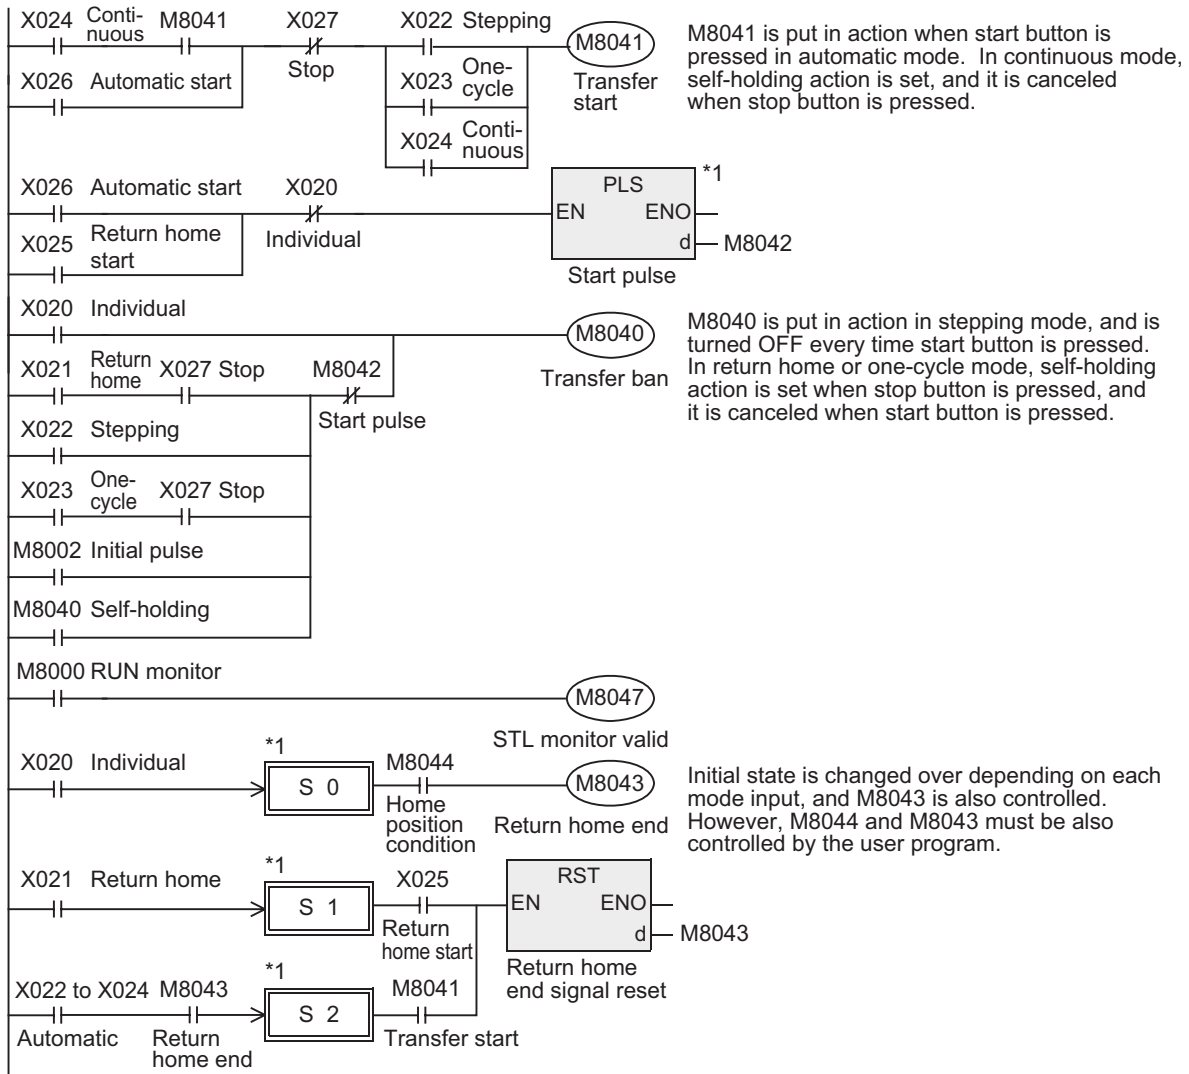 X024 Conti-nuous M8041 X027 X022 Stepping
M8041
Stop
X026 Automatic start
X023 One-cycle
Transfer start
X024 Conti-nuous
M8041 is put in action when start button is
pressed in automatic mode. In continuous mode,
self-holding action is set, and it is canceled
when stop button is pressed.
X026 Automatic start X020
Individual
X025 Return home start
PLS *1
EN ENO
d M8042
Start pulse
X020 Individual
M8040
Transfer ban
X021 Return home X027 Stop M8042
Start pulse
M8040 is put in action in stepping mode, and is
turned OFF every time start button is pressed.
In return home or one-cycle mode, self-holding
action is set when stop button is pressed, and
it is canceled when start button is pressed.
X022 Stepping
X023 One-cycle X027 Stop
M8002 Initial pulse
M8040 Self-holding
M8000 RUN monitor
M8047
STL monitor valid
X020 Individual
*1
S 0
M8044
Home position condition
M8043
Return home end
Initial state is changed over depending on each
mode input, and M8043 is also controlled.
However, M8044 and M8043 must be also
controlled by the user program.
X021 Return home
*1
S 1
X025
Return home start
RST
EN ENO
d M8043
Return home
end signal reset
X022 to X024 M8043
Automatic
Return home end
*1
S 2
M8041
Transfer start